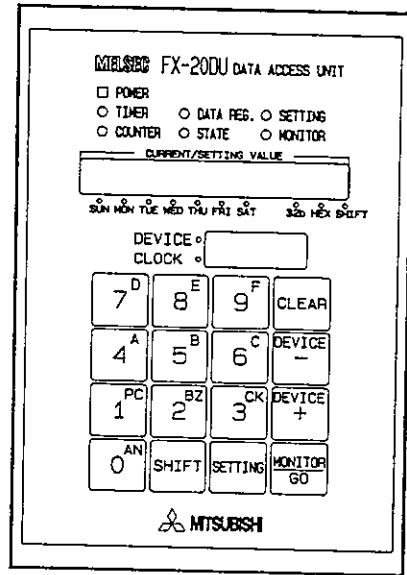 MELSEC FX-20DU DATA ACCESS UNIT
POWER
TIMER DATA REG. SETTING
COUNTER STATE MONITOR
CURRENT/SETTING VALUE
SUN MON TUE WED THU FRI SAT 32b HEX SHIFT
DEVICE
CLOCK
7 D 8 E 9 F CLEAR
4 A 5 B 6 C DEVICE -
1 PC 2 BZ 3 CK DEVICE +
0 AN SHIFT SETTING MONITOR/GO
MITSUBISHI